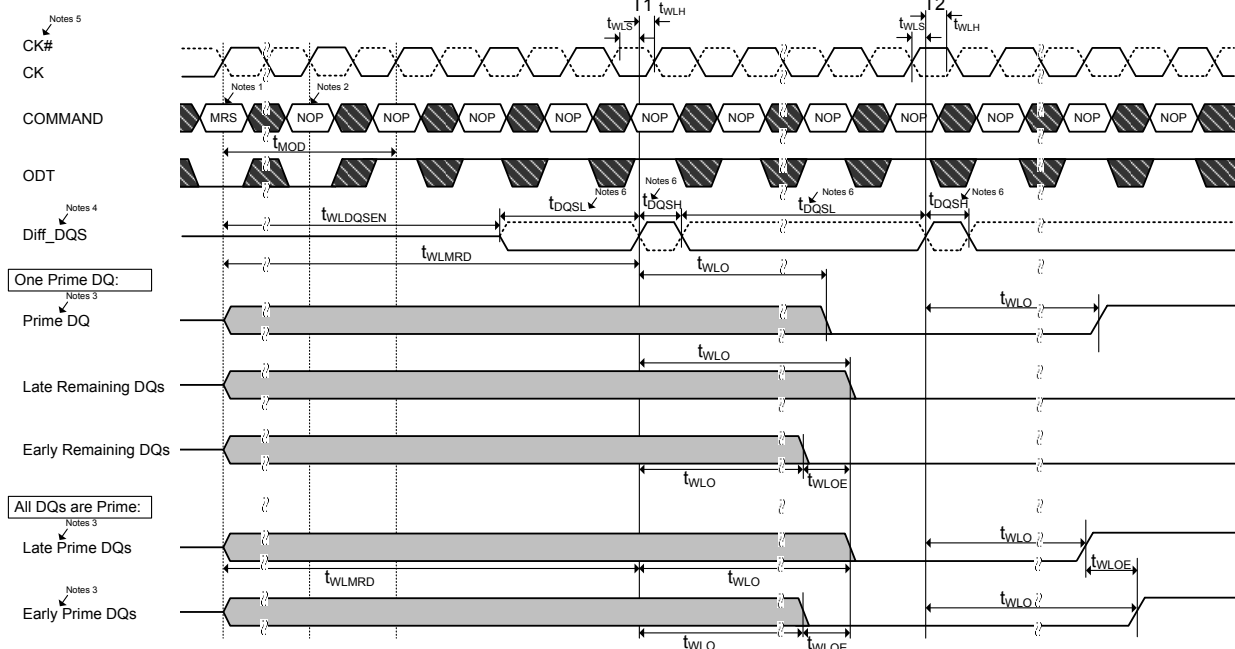 T1 T2
Notes 5
tWLS tWLH tWLS tWLH
CK#
CK
Notes 1 Notes 2
COMMAND MRS NOP NOP NOP NOP NOP NOP NOP NOP NOP NOP NOP
tMOD
ODT
Notes 6 Notes 6 Notes 6 Notes 6
tDQSL tDQSH tDQSL tDQSH
Notes 4
tWLDQSEN
Diff_DQS
tWLMRD
tWLO
One Prime DQ:
Notes 3
tWLO
Prime DQ
tWLO
Late Remaining DQs
Early Remaining DQs
tWLO tWLOE
All DQs are Prime:
Notes 3
tWLO
Late Prime DQs
tWLOE
tWLMRD tWLO
Notes 3
tWLO
Early Prime DQs
tWLO tWLOE